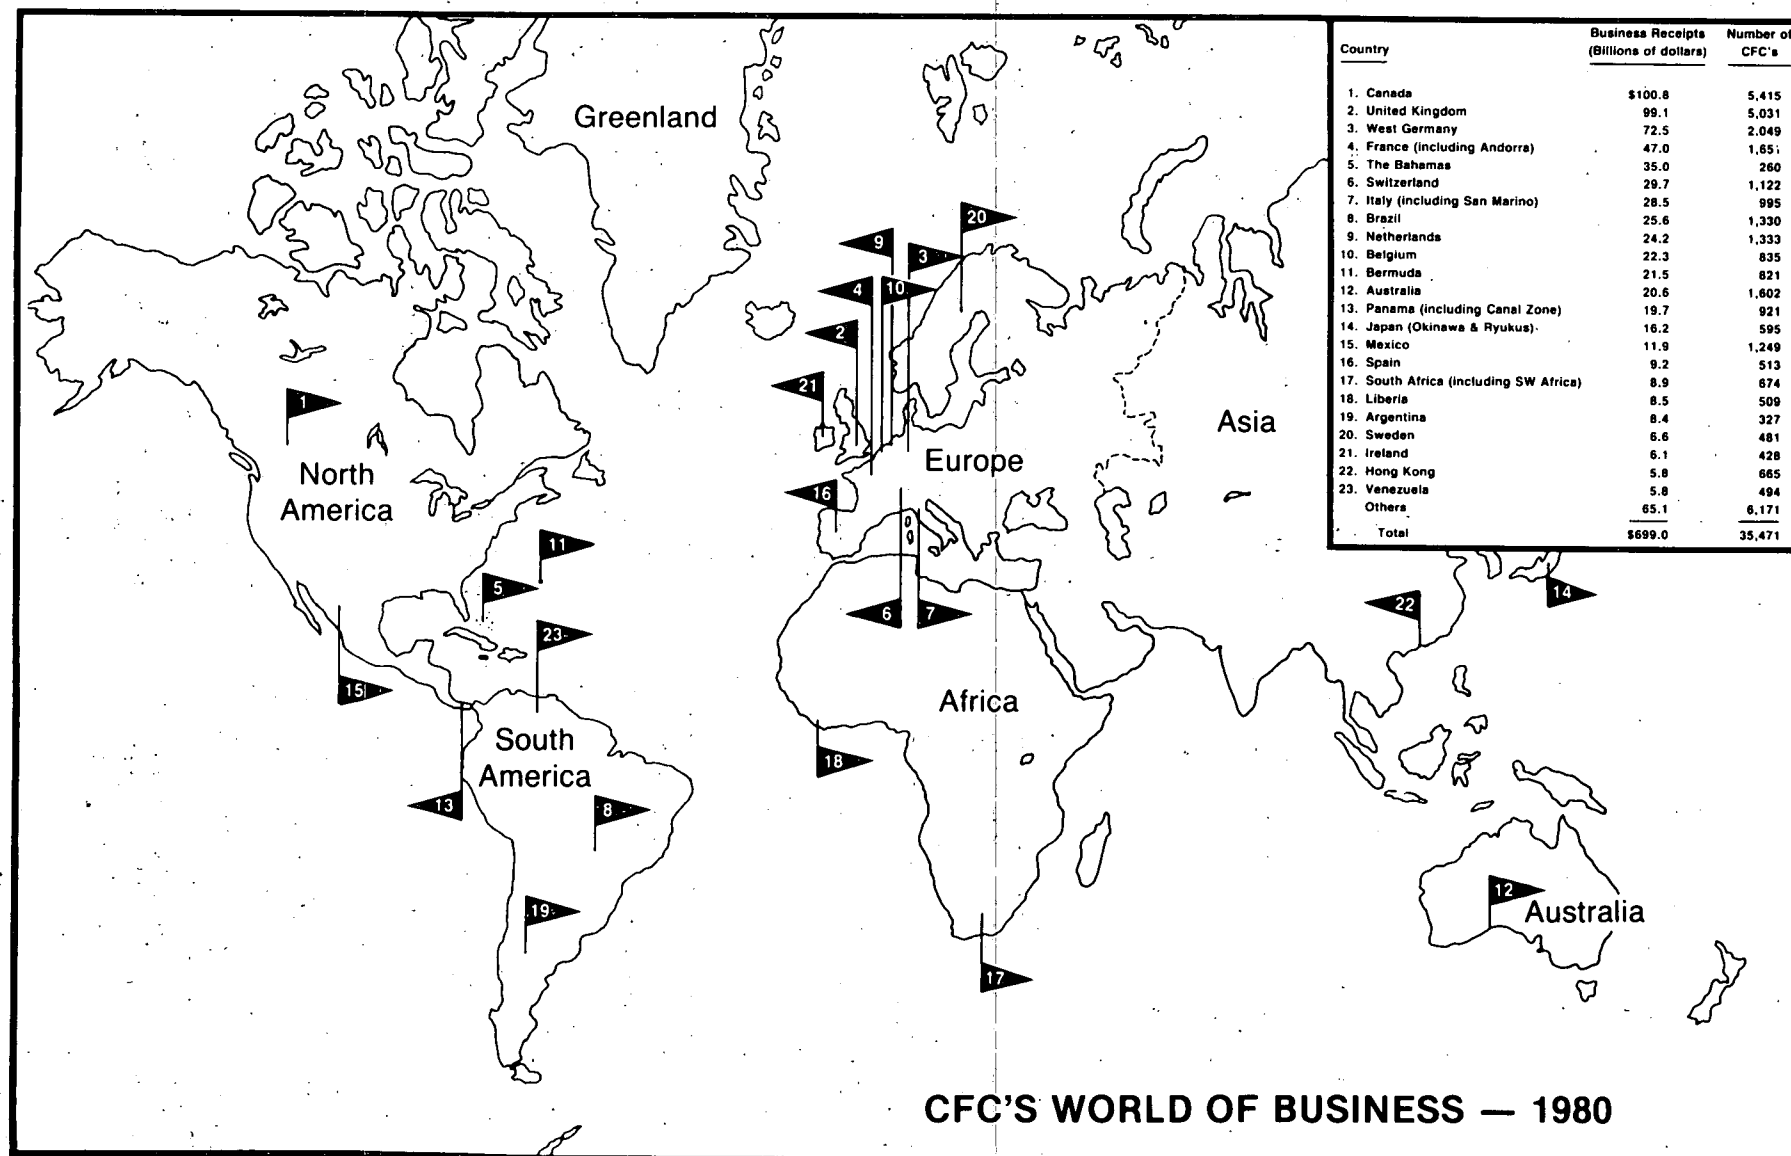 Country Business Receipts (Billions of dollars) Number of CFC's
1. Canada $100.8 5,415
2. United Kingdom 99.1 5,031
3. West Germany 72.5 2.049
4. France (including Andorra) 47.0
5. The Bahamas 35.0 260
6. Switzerland 29.7 1,122
7. Italy (including San Marino) 28.5 995
8. Brazil 25.6 1,330
9. Netherlands 24.2 1,333
10. Belgium 22.3 835
11. Bermuda 21.5 821
12. Australia 20.6 1,602
13. Panama (including Canal Zone) 19.7 921
14. Japan (Okinawa & Ryukus) 16.2 595
15. Mexico 11.9 1,249
16. Spain 9.2 513
17. South Africa (including SW Africa) 8.9 674
18. Liberia 8.5 509
19. Argentina 8.4 327
20. Sweden 6.6 481
21. Ireland 6.1 428
22. Hong Kong 5.8 665
23. Venezuela 5.8 494
Others 65.1 6,171
Total $699.0 35,471
Greenland
20
9
3
4
10
2
21
1
North
America
Europe
Asia
16
11
5
23
6
7
22
14
15
Africa
South
America
18
13
8
19
12
Australia
17
CFC'S WORLD OF BUSINESS — 1980